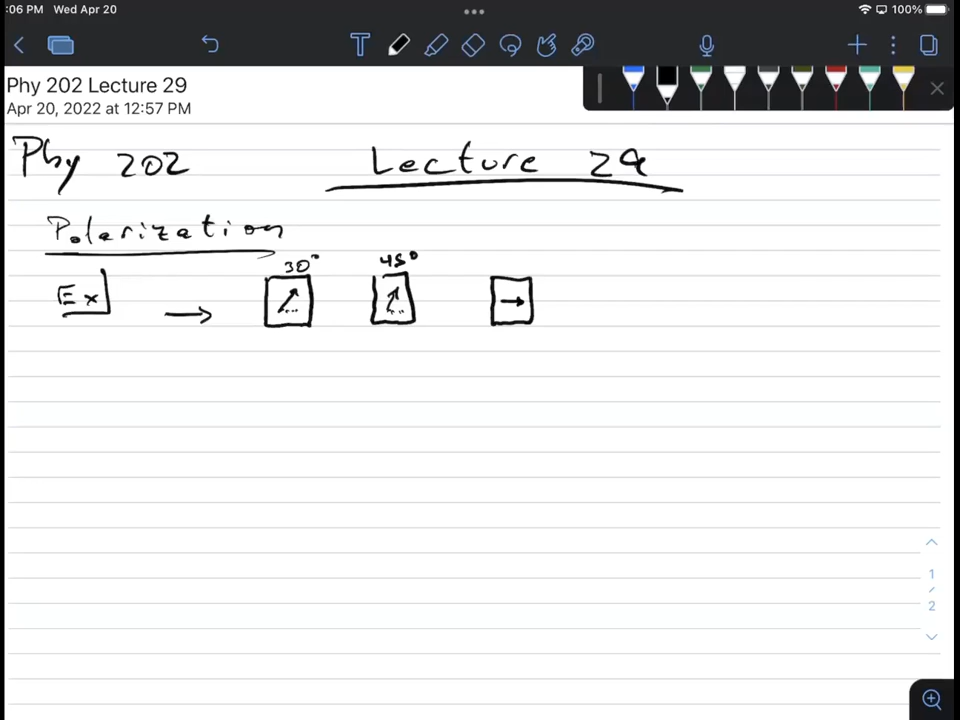 :06 PM Wed Apr 20
100%
Phy 202 Lecture 29
Apr 20, 2022 at 12:57 PM
Phy 202 Lecture 29
Polarization
30° 45°
Ex
1
/
2